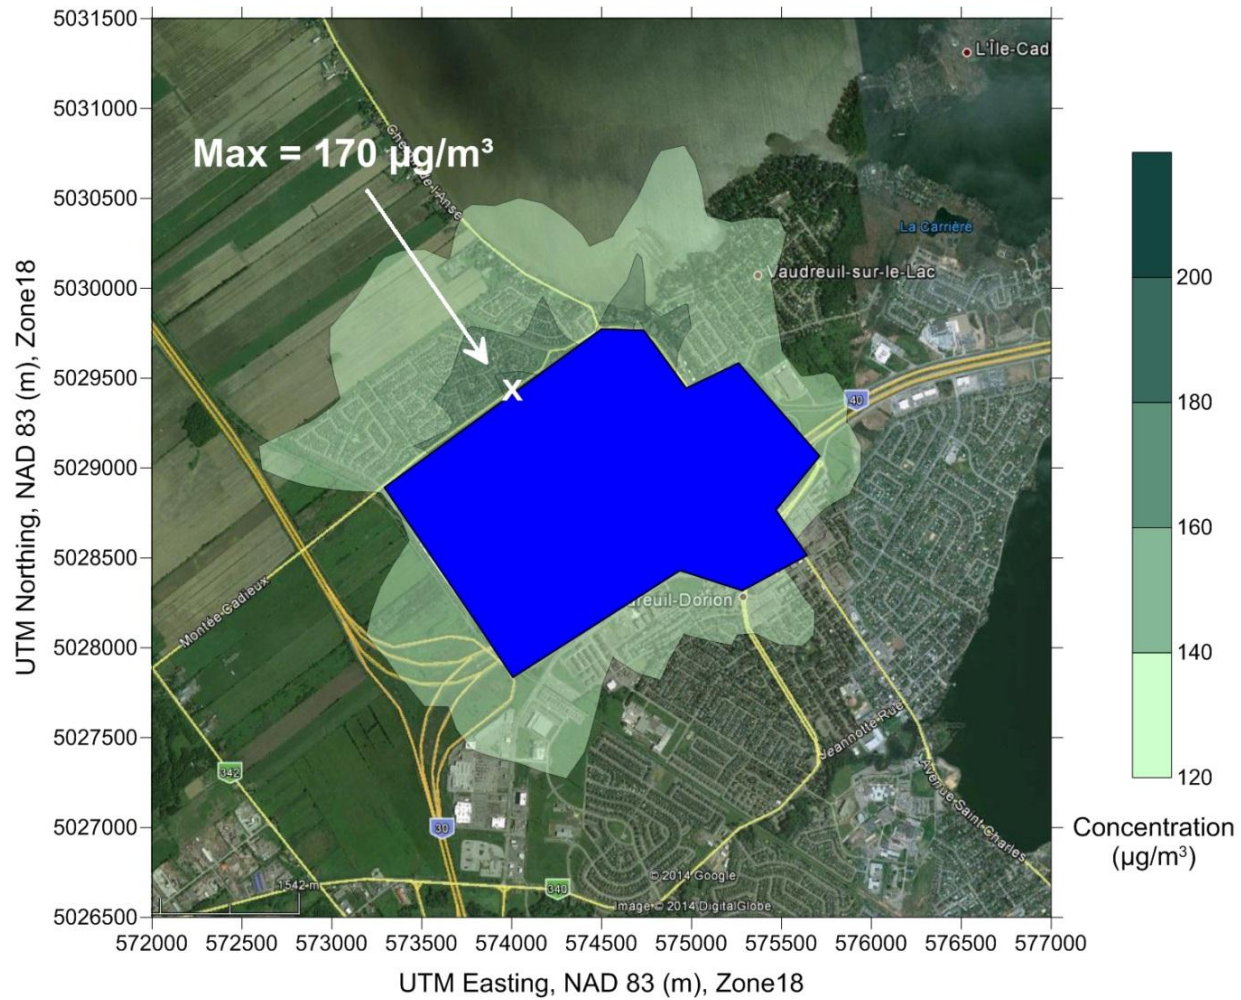 5031500
5031000
5030500
5030000
5029500
5029000
5028500
5028000
5027500
5027000
5026500
UTM Northing, NAD 83 (m), Zone18
L'Île-Cad
Max = 170 µg/m³
de l'Anse
La Carrière
Vaudreuil-sur-le-Lac
40
reuil-Dorion
Montée Cadieux
Jeannotte Rue
Avenue Saint-Charles
342
30
340
1542 m
© 2014 Google
Image © 2014 DigitalGlobe
572000 572500 573000 573500 574000 574500 575000 575500 576000 576500 577000
UTM Easting, NAD 83 (m), Zone18
200
180
160
140
120
Concentration
(µg/m³)
X